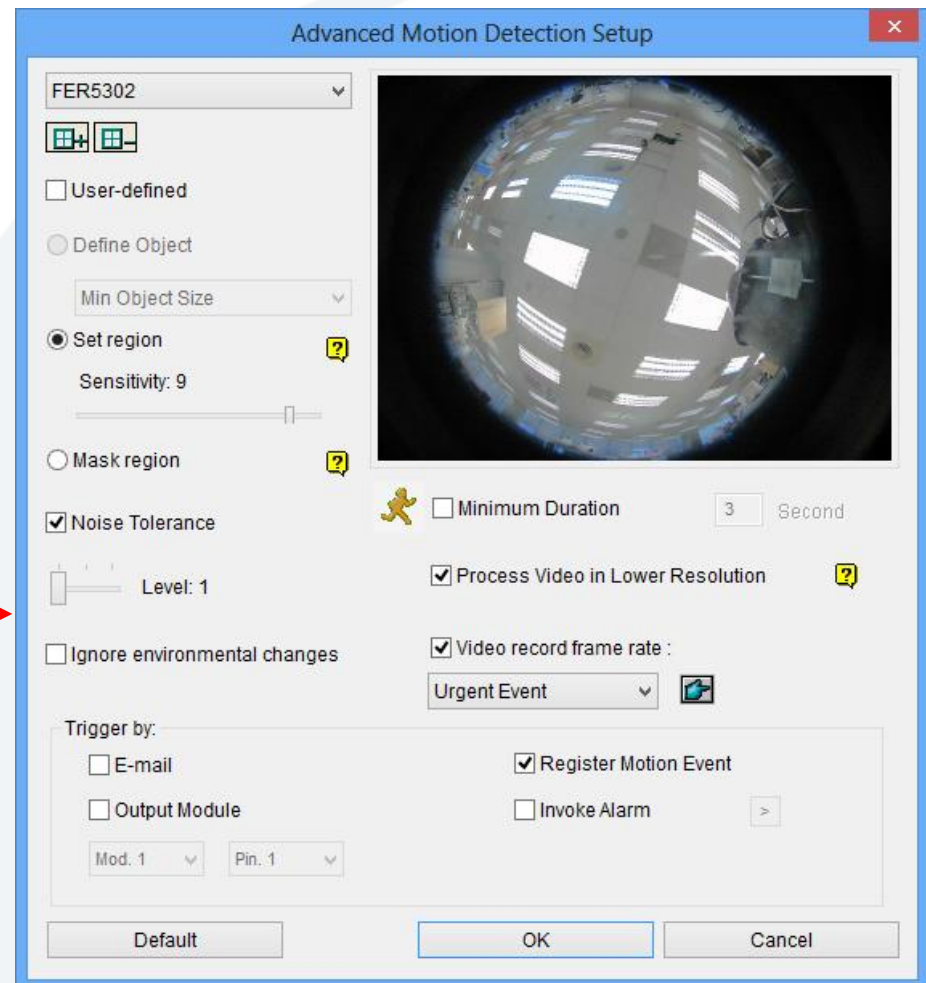 Advanced Motion Detection Setup
FER5302
User-defined
Define Object
Min Object Size
Set region
Sensitivity: 9
Mask region
Noise Tolerance
Level: 1
Ignore environmental changes
Minimum Duration 3 Second
Process Video in Lower Resolution
Video record frame rate :
Urgent Event
Trigger by:
E-mail
Register Motion Event
Output Module
Invoke Alarm >
Mod. 1 Pin. 1
Default OK Cancel